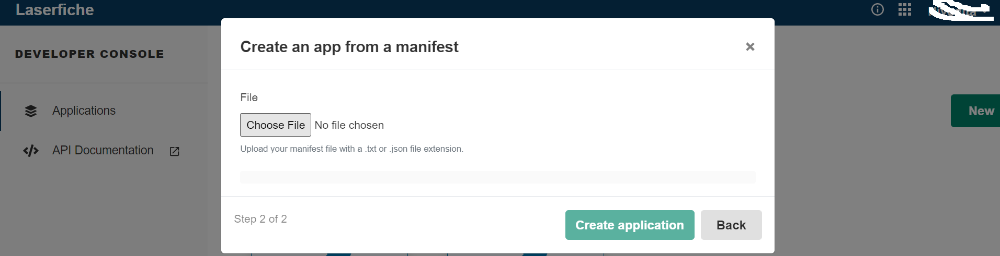 Laserfiche
DEVELOPER CONSOLE
Applications
API Documentation
Create an app from a manifest
File
Choose File No file chosen
Upload your manifest file with a .txt or .json file extension.
Step 2 of 2
Create application
Back
New